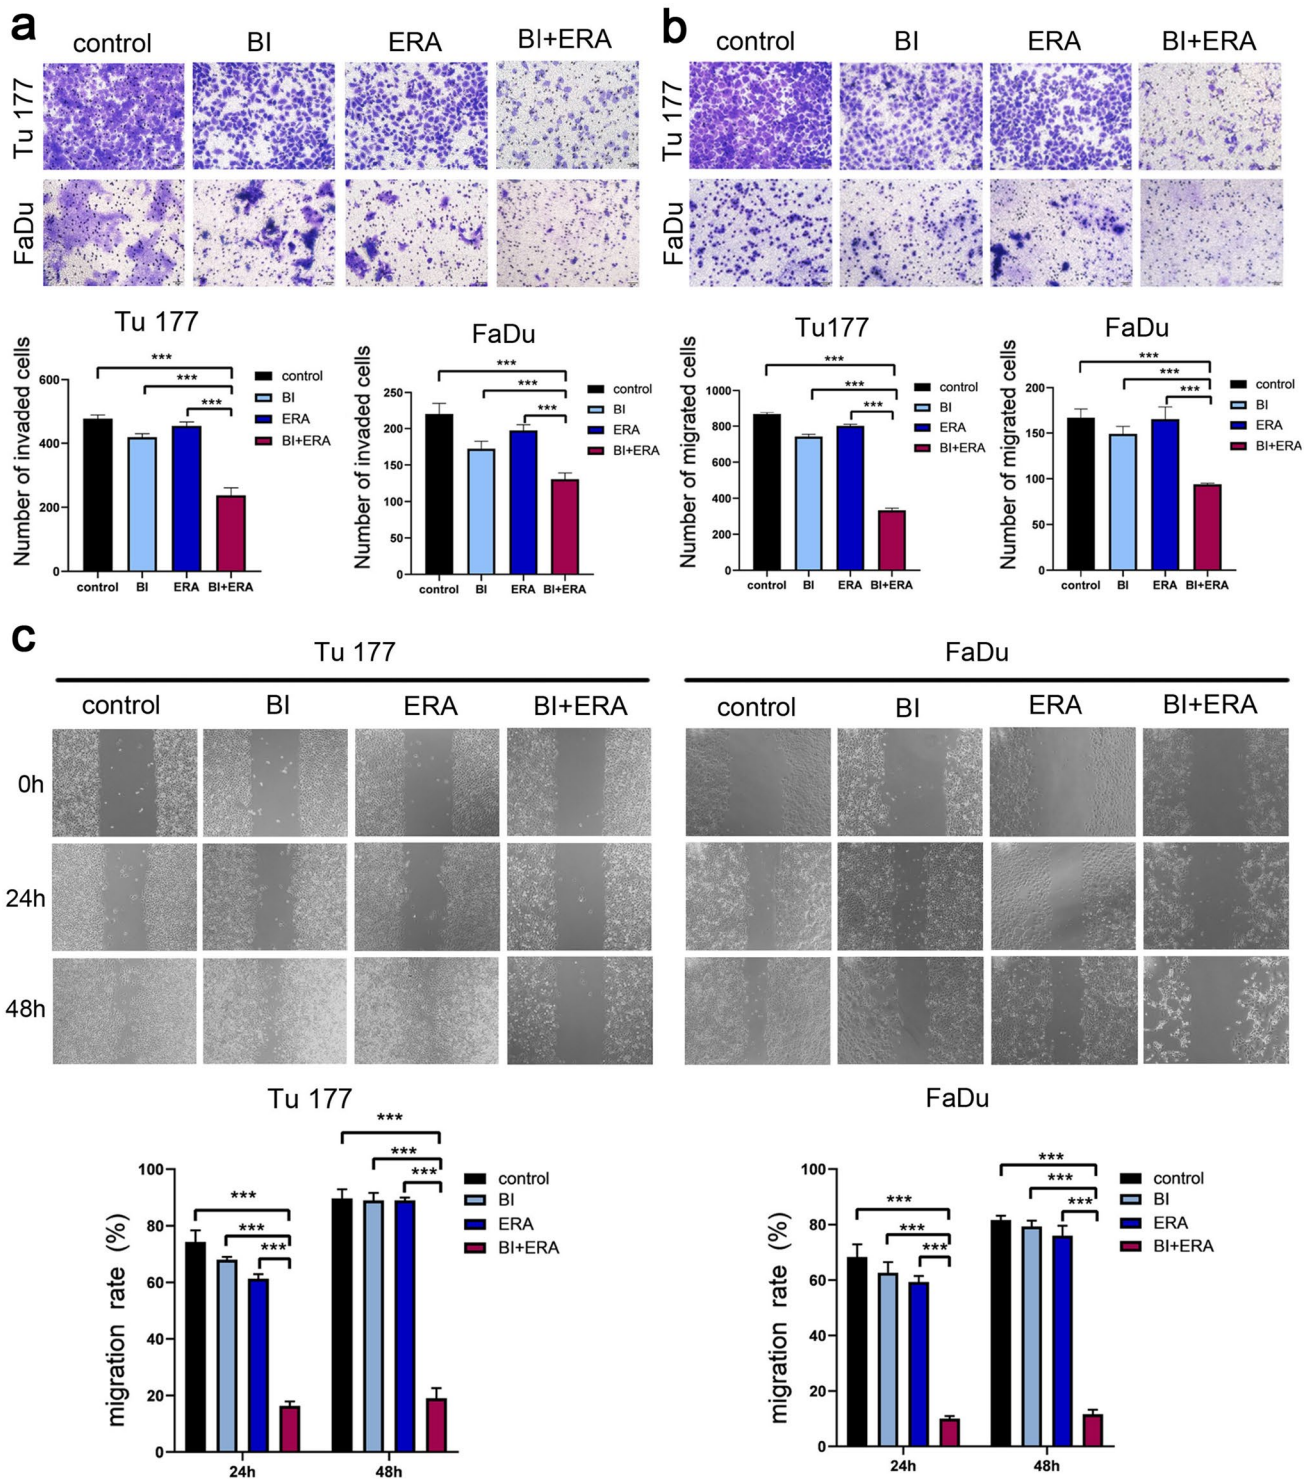 a
control BI ERA BI+ERA
Tu 177
FaDu
Tu 177
Number of invaded cells
600
400
200
0
***
***
***
control BI ERA BI+ERA
control
BI
ERA
BI+ERA
FaDu
Number of invaded cells
250
200
150
100
50
0
***
***
***
control BI ERA BI+ERA
control
BI
ERA
BI+ERA
b
control BI ERA BI+ERA
Tu 177
FaDu
Tu177
Number of migrated cells
1000
800
600
400
200
0
***
***
***
control BI ERA BI+ERA
control
BI
ERA
BI+ERA
FaDu
Number of migrated cells
200
150
100
50
0
***
***
***
control BI ERA BI+ERA
control
BI
ERA
BI+ERA
c
Tu 177
control BI ERA BI+ERA
FaDu
control BI ERA BI+ERA
0h
24h
48h
Tu 177
migration rate (%)
100
80
60
40
20
0
***
***
***
***
***
***
24h 48h
control
BI
ERA
BI+ERA
FaDu
migration rate (%)
100
80
60
40
20
0
***
***
***
***
***
***
24h 48h
control
BI
ERA
BI+ERA